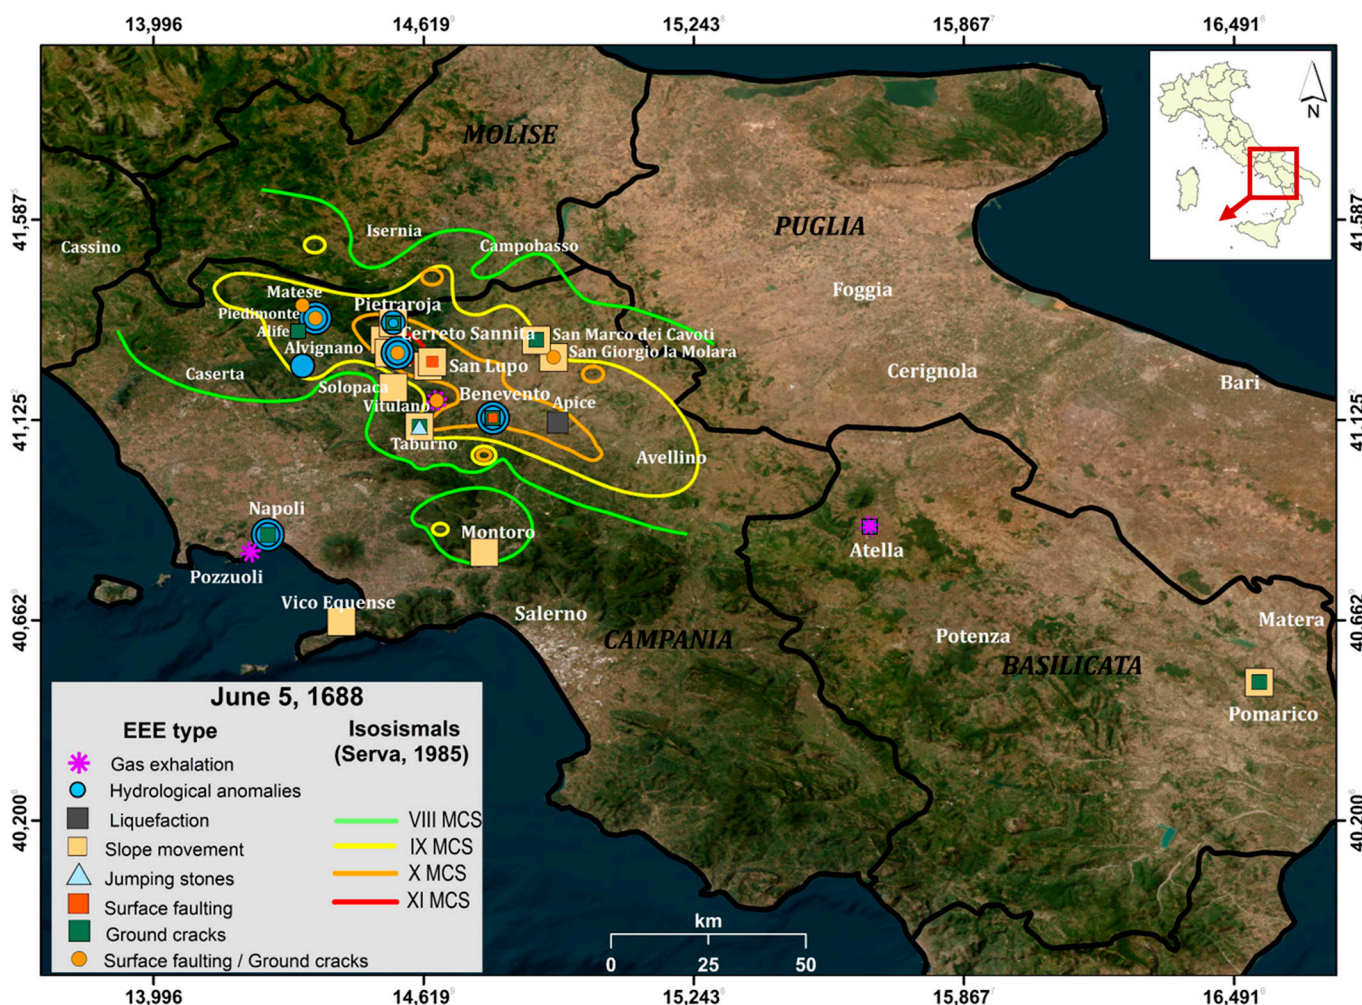 13,996 14,619 15,243 15,867 16,491
N
MOLISE
41,587
41,587
PUGLIA
Isernia
Cassino
Campobasso
Matese
Foggia
Pietraroja
Piedimonte
Alife
Cerreto Sannita
San Marco dei Cavoti
Alvignano
San Giorgio la Molara
San Lupo
Caserta
Cerignola
Bari
Solopaca
Benevento
Vitulano
Apice
41,125
41,125
Taburno
Avellino
Napoli
Montoro
Atella
Pozzuoli
Vico Equense
Salerno
40,662
40,662
Matera
CAMPANIA
Potenza
BASILICATA
Pomarico
June 5, 1688
EEE type
Isosismals
(Serva, 1985)
Gas exhalation
Hydrological anomalies
Liquefaction
Slope movement
Jumping stones
Surface faulting
Ground cracks
Surface faulting / Ground cracks
VIII MCS
IX MCS
X MCS
XI MCS
40,200
40,200
km
0 25 50
13,996 14,619 15,243 15,867 16,491